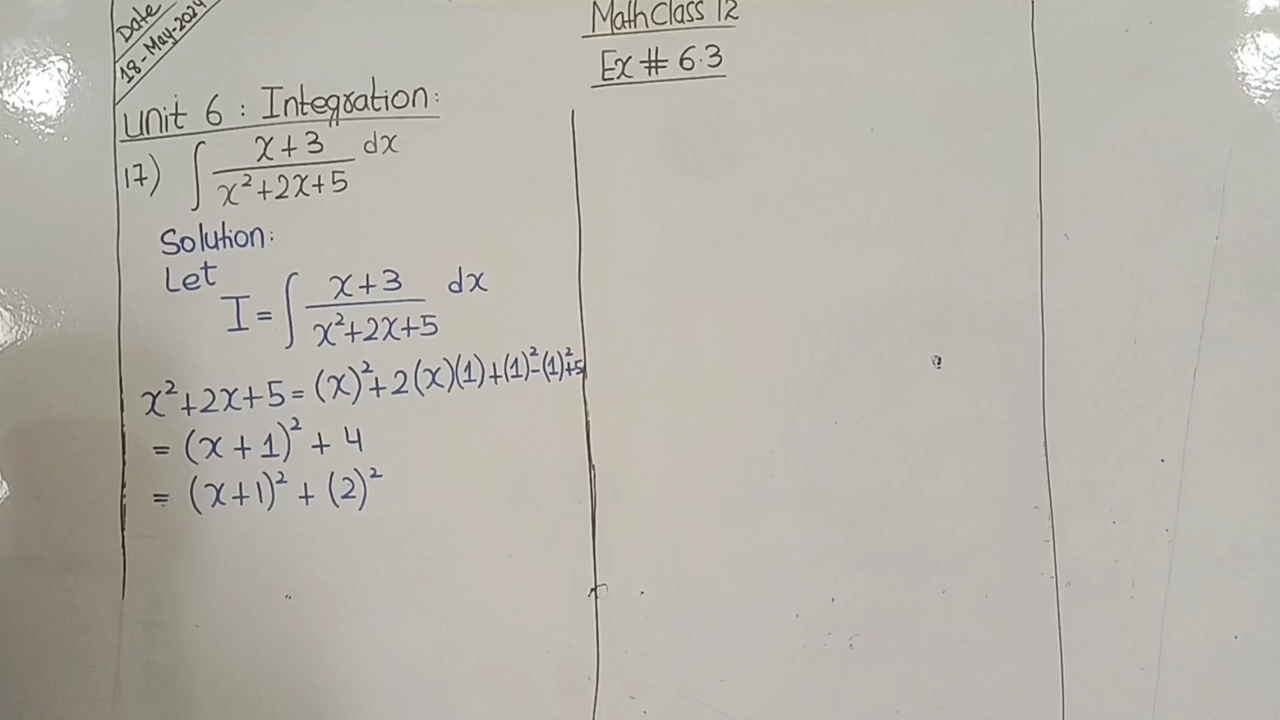 Date
18-May-2024
Math Class 12
Ex # 6.3
Unit 6 : Integration:
17) ∫ x+3 / x²+2x+5 dx
Solution:
Let
I = ∫ x+3 / x²+2x+5 dx
x²+2x+5 = (x)²+2(x)(1)+(1)²-(1)²+5
= (x+1)² + 4
= (x+1)² + (2)²